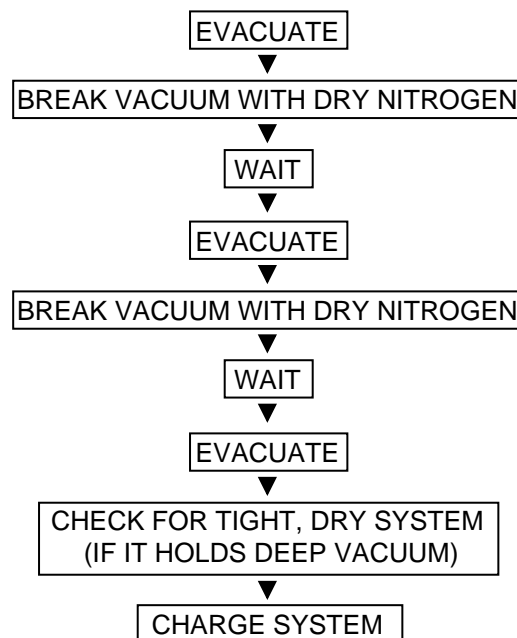 EVACUATE
BREAK VACUUM WITH DRY NITROGEN
WAIT
EVACUATE
BREAK VACUUM WITH DRY NITROGEN
WAIT
EVACUATE
CHECK FOR TIGHT, DRY SYSTEM
(IF IT HOLDS DEEP VACUUM)
CHARGE SYSTEM